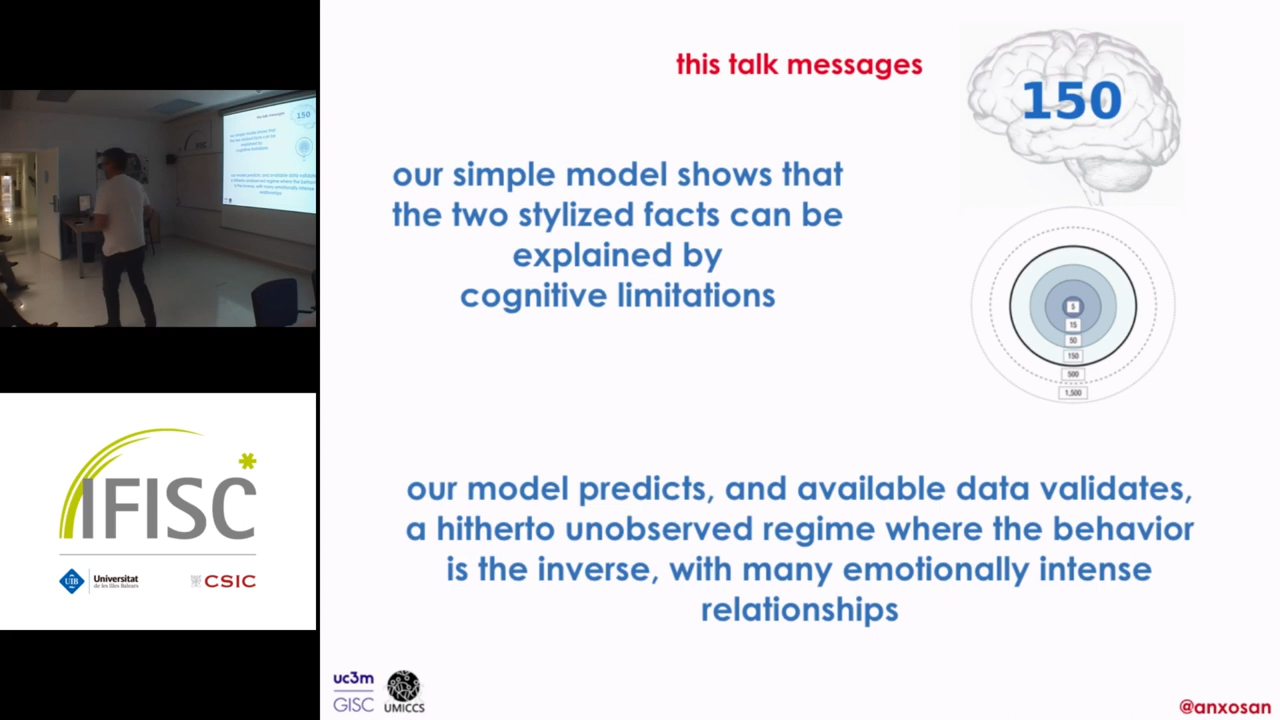 this talk messages
150
our simple model shows that
the two stylized facts can be
explained by
cognitive limitations
5
15
50
150
500
1,500
our model predicts, and available data validates,
a hitherto unobserved regime where the behavior
is the inverse, with many emotionally intense
relationships
IFISC
UIB
Universitat
de les Illes Balears
CSIC
uc3m
GISC
UMICCS
@anxosan